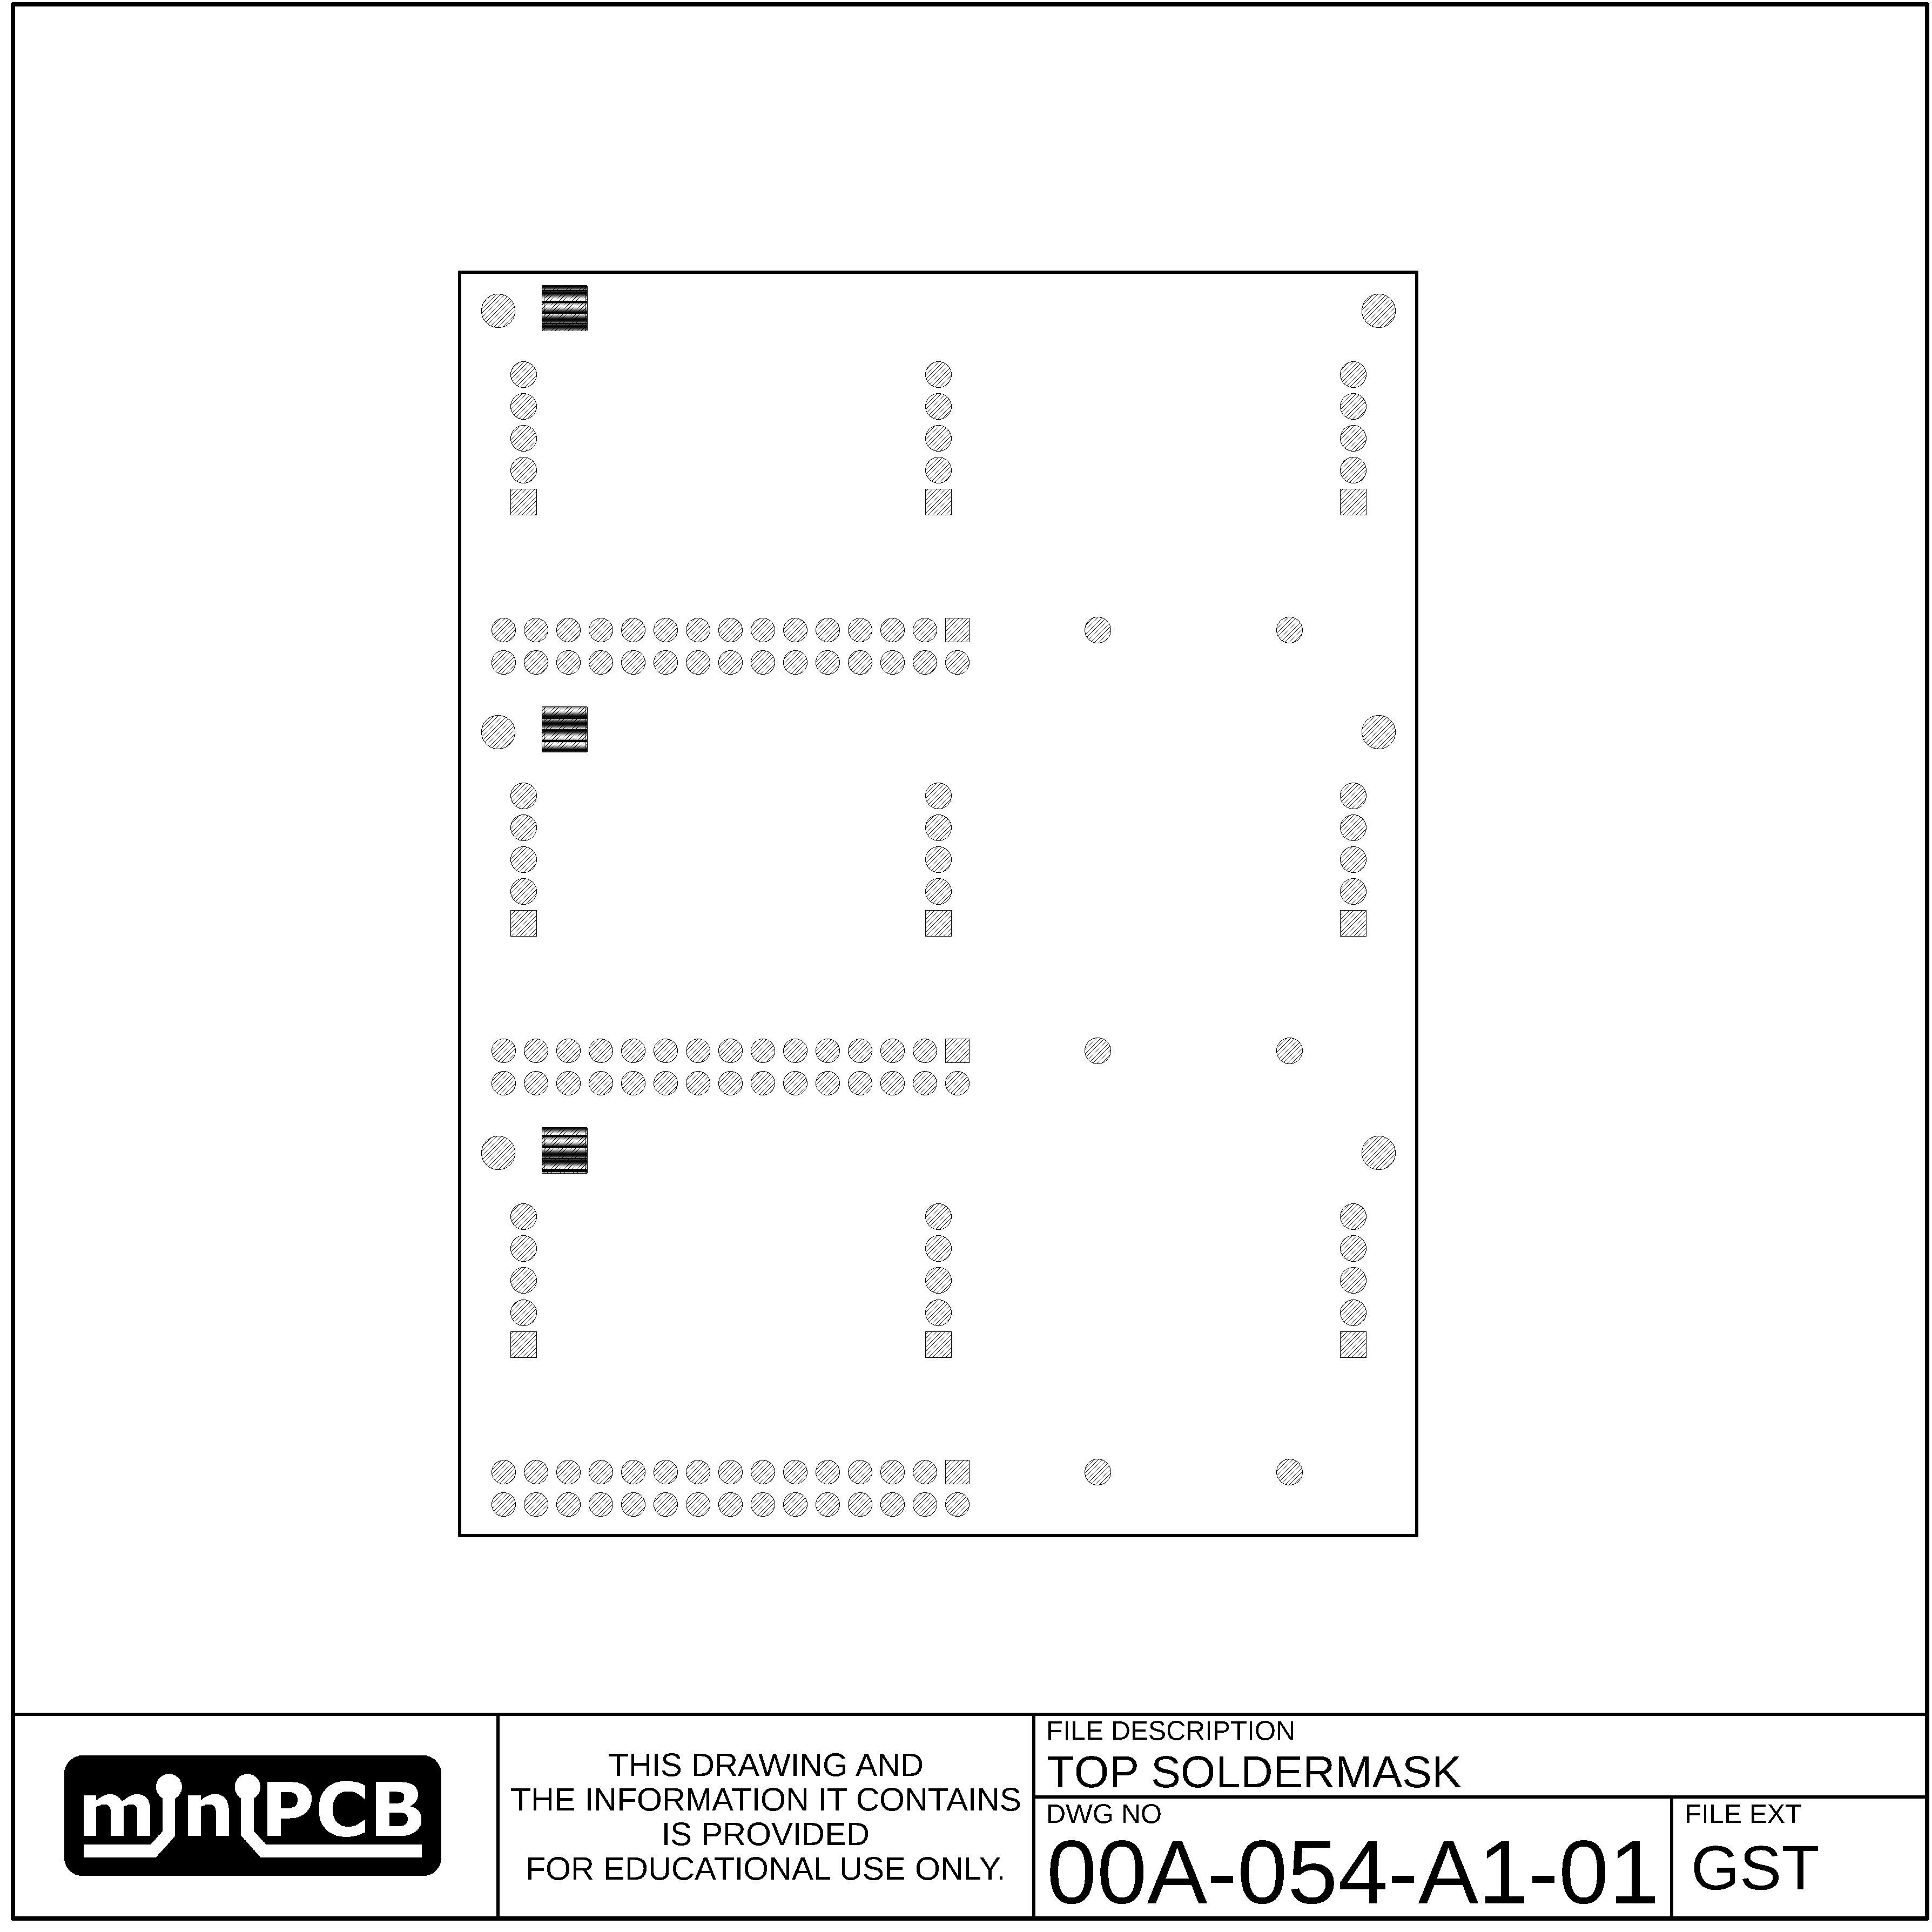 miniPCB
THIS DRAWING AND
THE INFORMATION IT CONTAINS
IS PROVIDED
FOR EDUCATIONAL USE ONLY.
FILE DESCRIPTION
TOP SOLDERMASK
DWG NO
00A-054-A1-01
FILE EXT
GST